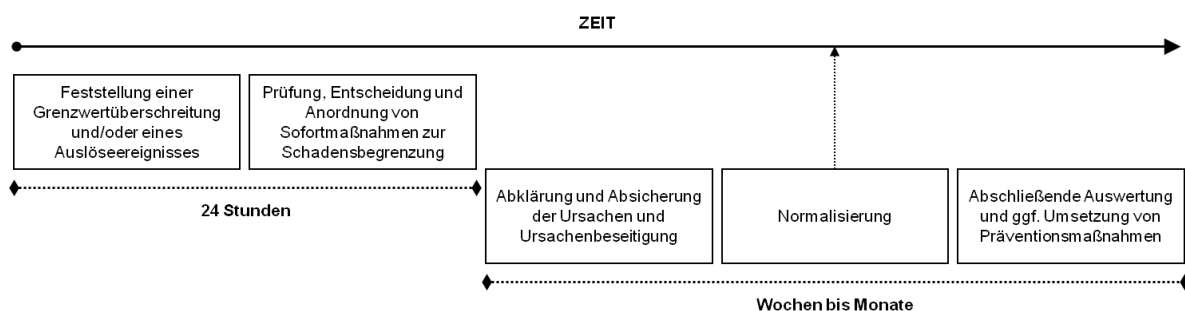 ZEIT
Feststellung einer
Grenzwertüberschreitung
und/oder eines
Auslöseereignisses
Prüfung, Entscheidung und
Anordnung von
Sofortmaßnahmen zur
Schadensbegrenzung
24 Stunden
Abklärung und Absicherung
der Ursachen und
Ursachenbeseitigung
Normalisierung
Abschließende Auswertung
und ggf. Umsetzung von
Präventionsmaßnahmen
Wochen bis Monate